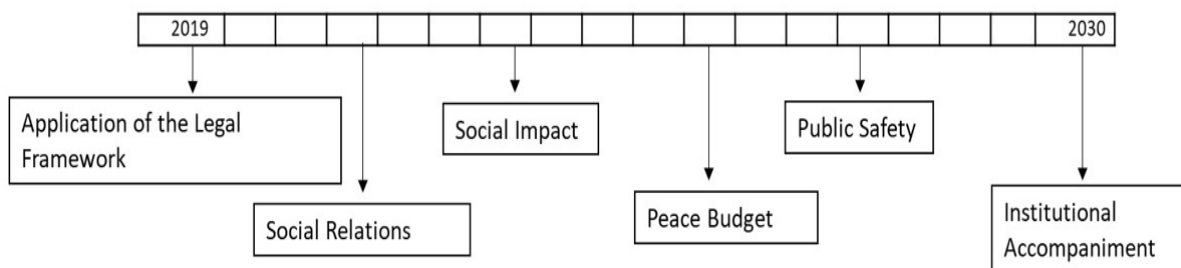 2019
2030
Application of the Legal
Framework
Social Relations
Social Impact
Peace Budget
Public Safety
Institutional
Accompaniment